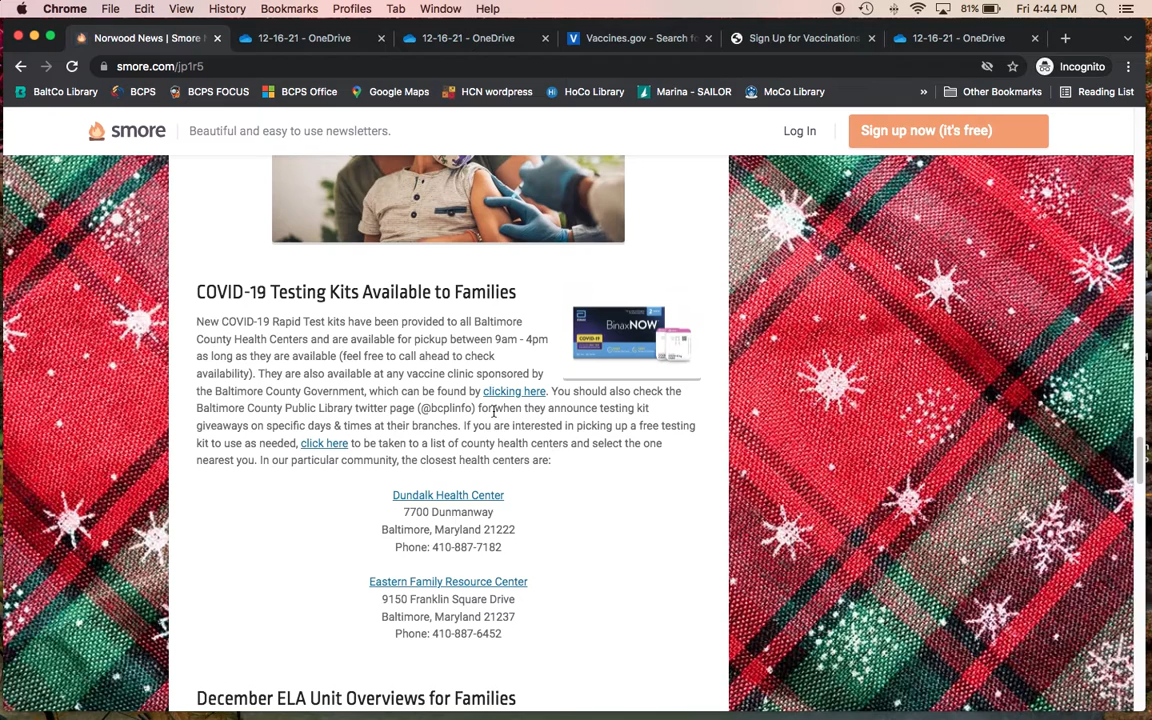 Chrome File Edit View History Bookmarks Profiles Tab Window Help 81% Fri 4:44 PM
Norwood News | Smore 12-16-21 - OneDrive 12-16-21 - OneDrive Vaccines.gov - Search fo Sign Up for Vaccinations 12-16-21 - OneDrive
smore.com/jp1r5 Incognito
BaltCo Library BCPS BCPS FOCUS BCPS Office Google Maps HCN wordpress HoCo Library Marina - SAILOR MoCo Library » Other Bookmarks Reading List
smore Beautiful and easy to use newsletters. Log In Sign up now (it's free)
COVID-19 Testing Kits Available to Families
New COVID-19 Rapid Test kits have been provided to all Baltimore
County Health Centers and are available for pickup between 9am - 4pm
as long as they are available (feel free to call ahead to check
availability). They are also available at any vaccine clinic sponsored by
the Baltimore County Government, which can be found by clicking here. You should also check the
Baltimore County Public Library twitter page (@bcplinfo) for when they announce testing kit
giveaways on specific days & times at their branches. If you are interested in picking up a free testing
kit to use as needed, click here to be taken to a list of county health centers and select the one
nearest you. In our particular community, the closest health centers are:
BinaxNOW
COVID-19
Dundalk Health Center
7700 Dunmanway
Baltimore, Maryland 21222
Phone: 410-887-7182
Eastern Family Resource Center
9150 Franklin Square Drive
Baltimore, Maryland 21237
Phone: 410-887-6452
December ELA Unit Overviews for Families